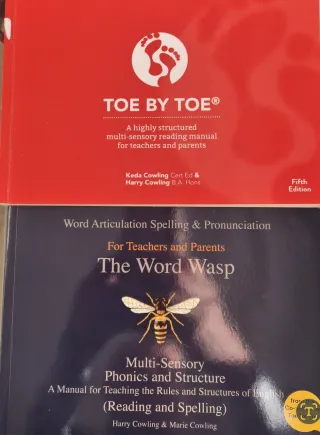 TOE BY TOE®
A highly structured
multi-sensory reading manual
for teachers and parents
Keda Cowling Cert Ed &
Harry Cowling B.A. Hons
Fifth
Edition
Word Articulation Spelling & Pronunciation
For Teachers and Parents
The Word Wasp
Multi-Sensory
Phonics and Structure
A Manual for Teaching the Rules and Structures of
(Reading and Spelling)
Harry Cowling & Marie Cowling